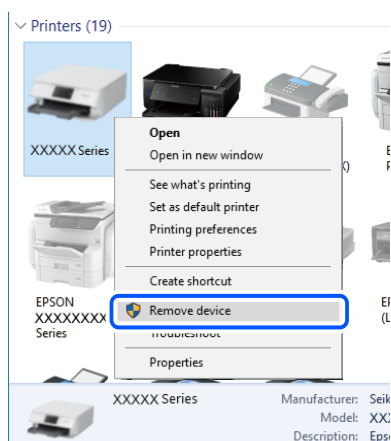 Printers (19)
XXXXX Series
Open
Open in new window
See what's printing
Set as default printer
Printing preferences
Printer properties
Create shortcut
Remove device
Troubleshoot
Properties
EPSON
XXXXXXXX
Series
XXXXX Series
Manufacturer:
Model:
Description: